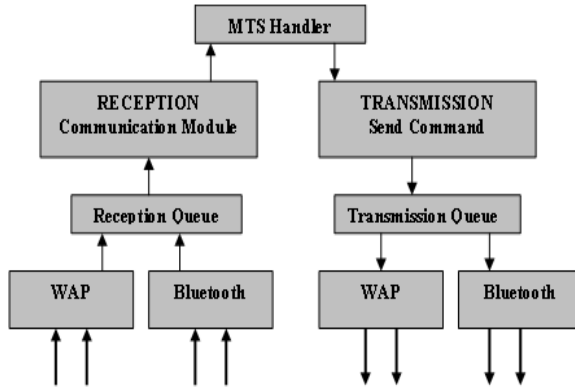 MTS Handler
RECEPTION
Communication Module
TRANSMISSION
Send Command
Reception Queue
Transmission Queue
WAP
Bluetooth
WAP
Bluetooth